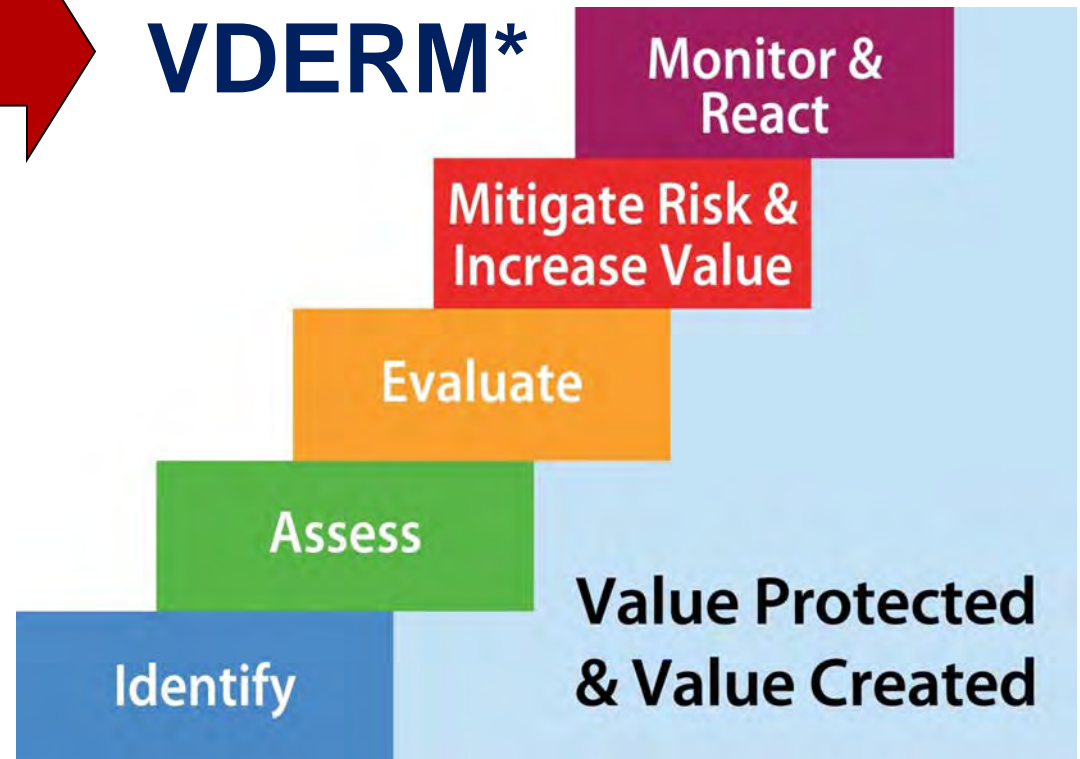 VDERM*
Monitor &
React
Mitigate Risk &
Increase Value
Evaluate
Assess
Identify
Value Protected
& Value Created